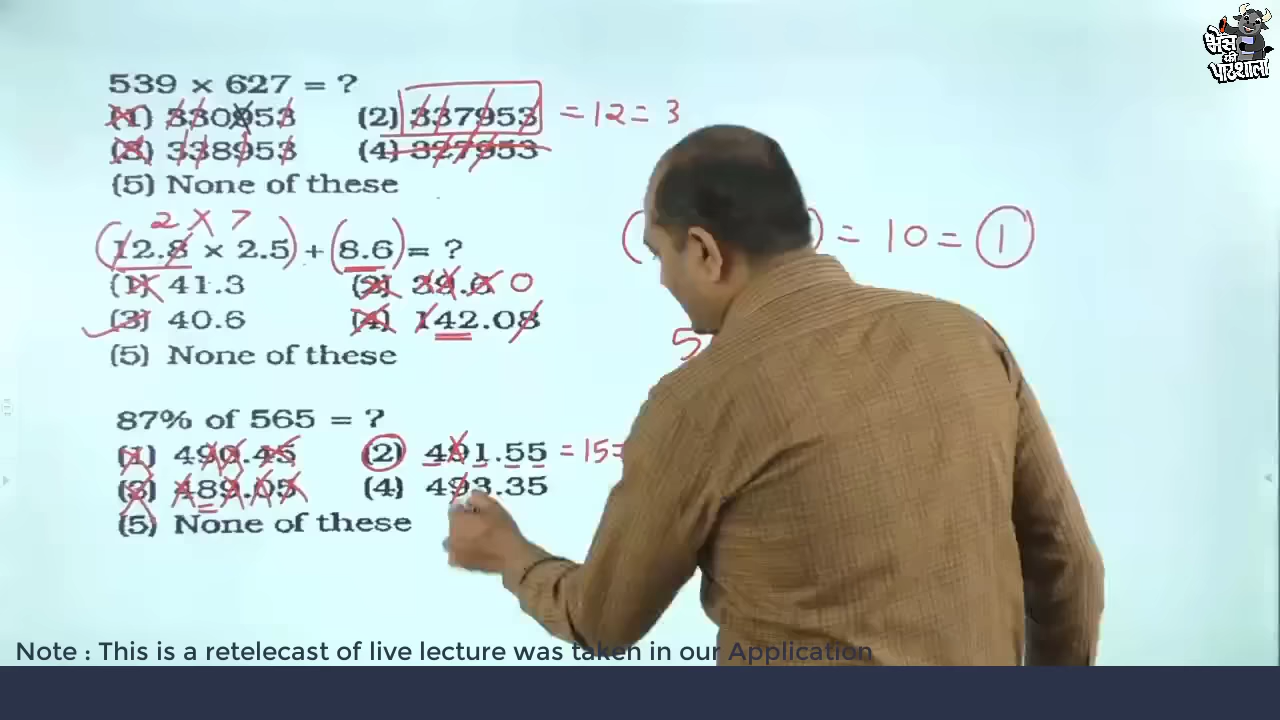 भैंस
की
पाठशाला
539 × 627 = ?
(1) 330953 (2) 337953 = 12 = 3
(3) 338953 (4) 327953
(5) None of these
2 × 7
(12.8 × 2.5) + (8.6) = ? ( ) = 10 = 1
(1) 41.3 (2) 39.6 0
(3) 40.6 (4) 142.08
(5) None of these
5
87% of 565 = ?
(1) 490.45 (2) 491.55 = 15 =
(3) 489.05 (4) 493.35
(5) None of these
Note : This is a retelecast of live lecture was taken in our Application